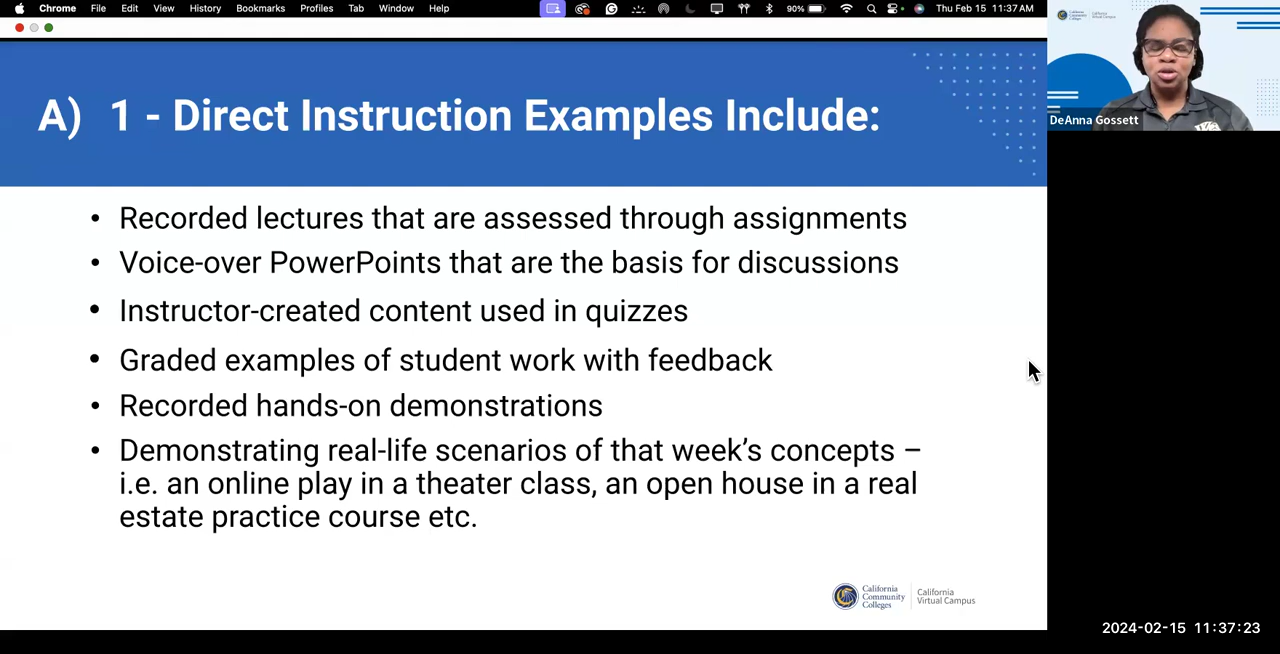 Chrome File Edit View History Bookmarks Profiles Tab Window Help 90% Thu Feb 15 11:37 AM
A) 1 - Direct Instruction Examples Include:
DeAnna Gossett
• Recorded lectures that are assessed through assignments
• Voice-over PowerPoints that are the basis for discussions
• Instructor-created content used in quizzes
• Graded examples of student work with feedback
• Recorded hands-on demonstrations
• Demonstrating real-life scenarios of that week’s concepts –
i.e. an online play in a theater class, an open house in a real
estate practice course etc.
California
Community
Colleges
California
Virtual Campus
2024-02-15 11:37:23